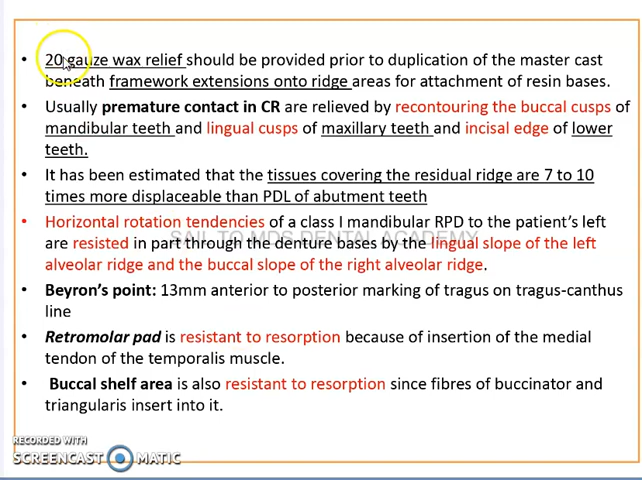 • 20 gauze wax relief should be provided prior to duplication of the master cast
beneath framework extensions onto ridge areas for attachment of resin bases.
• Usually premature contact in CR are relieved by recontouring the buccal cusps of
mandibular teeth and lingual cusps of maxillary teeth and incisal edge of lower
teeth.
• It has been estimated that the tissues covering the residual ridge are 7 to 10
times more displaceable than PDL of abutment teeth
• Horizontal rotation tendencies of a class I mandibular RPD to the patient's left
are resisted in part through the denture bases by the lingual slope of the left
SAIL TO MDS DENTAL ACADEMY
alveolar ridge and the buccal slope of the right alveolar ridge.
• Beyron's point: 13mm anterior to posterior marking of tragus on tragus-canthus
line
• Retromolar pad is resistant to resorption because of insertion of the medial
tendon of the temporalis muscle.
• Buccal shelf area is also resistant to resorption since fibres of buccinator and
triangularis insert into it.
RECORDED WITH
SCREENCAST MATIC